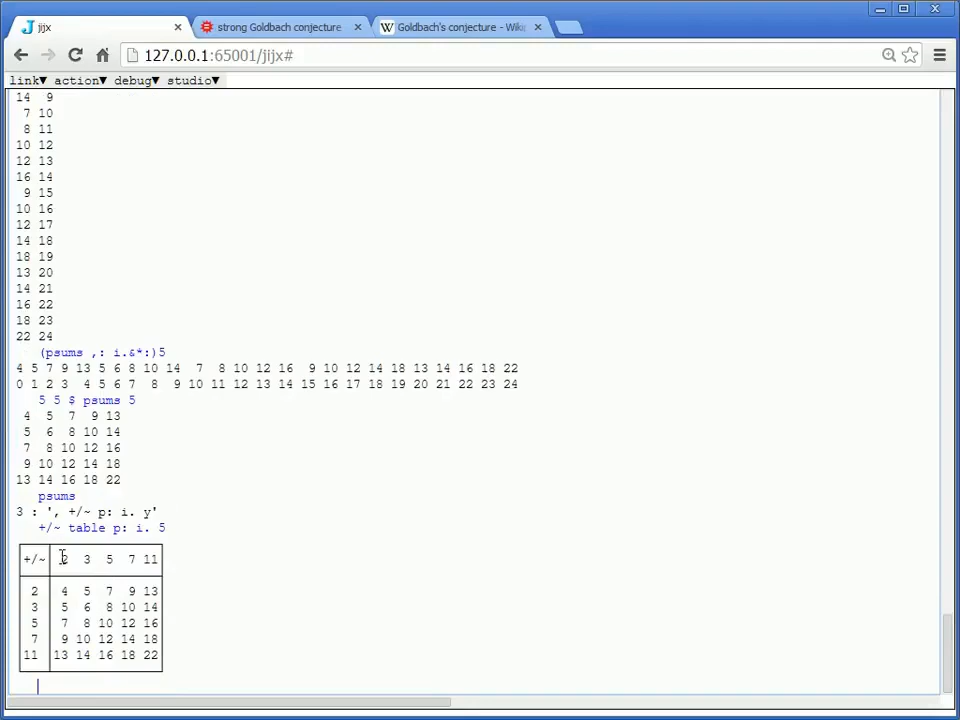 jijx
strong Goldbach conjecture
Goldbach's conjecture - Wiki
127.0.0.1:65001/jijx#
link▼ action▼ debug▼ studio▼
14 9
7 10
8 11
10 12
12 13
16 14
9 15
10 16
12 17
14 18
18 19
13 20
14 21
16 22
18 23
22 24
(psums ,: i.&*:)5
4 5 7 9 13 5 6 8 10 14 7 8 10 12 16 9 10 12 14 18 13 14 16 18 22
0 1 2 3 4 5 6 7 8 9 10 11 12 13 14 15 16 17 18 19 20 21 22 23 24
5 5 $ psums 5
4 5 7 9 13
5 6 8 10 14
7 8 10 12 16
9 10 12 14 18
13 14 16 18 22
psums
3 : ', +/~ p: i. y'
+/~ table p: i. 5
+/~ 2 3 5 7 11
2 4 5 7 9 13
3 5 6 8 10 14
5 7 8 10 12 16
7 9 10 12 14 18
11 13 14 16 18 22